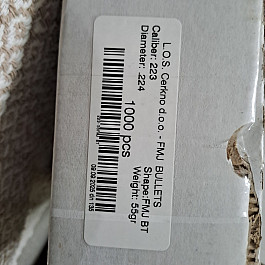 L.O.S. Cerkno d.o.o. - FMJ BULLETS
Caliber: 223
Shape:FMJ BT
Diameter: .224
Weight: 55gr
1000 pcs